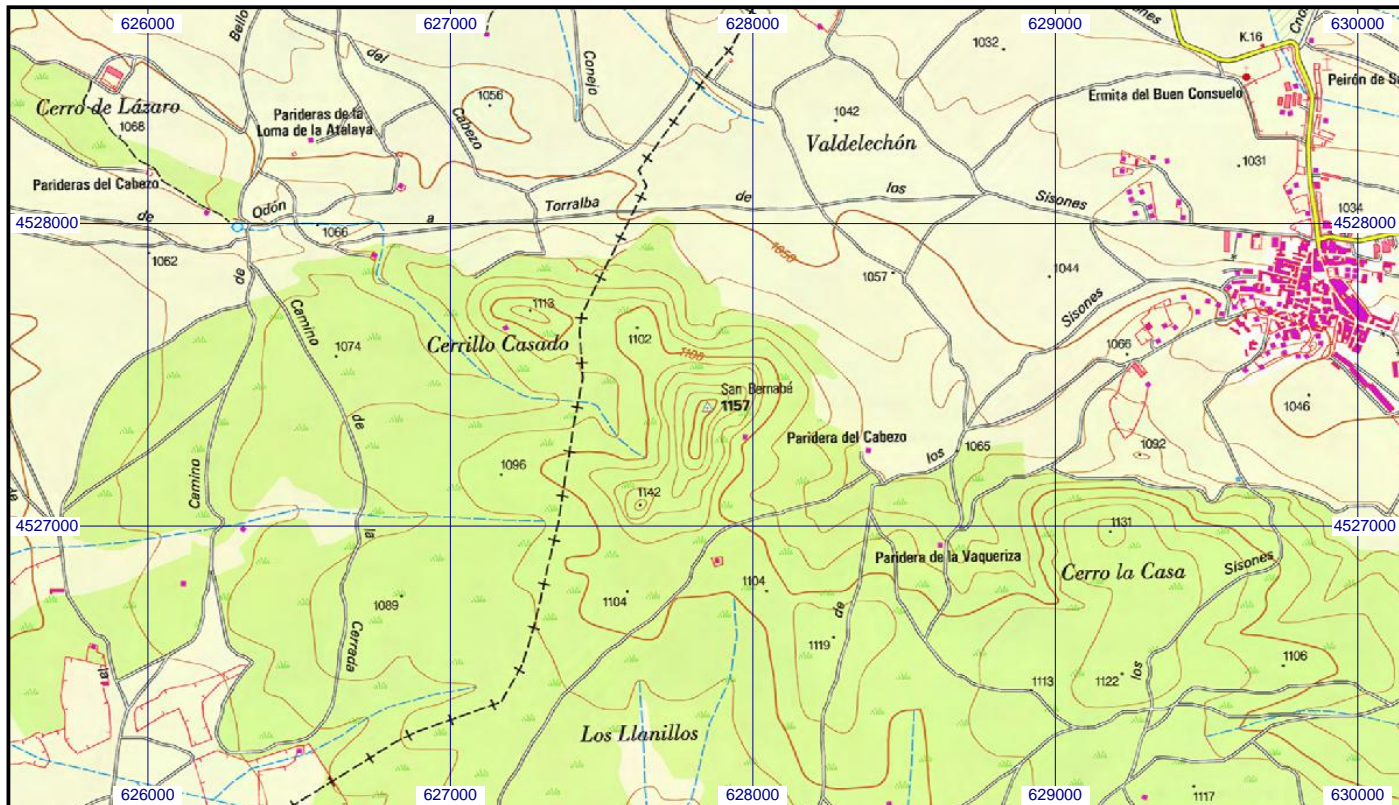 626000
627000
628000
629000
630000
Bello
del
Conejo
1032
K.16
Cerro de Lázaro
1068
Parideras de la
Loma de la Atalaya
1056
Cabezo
1042
Valdelechón
Ermita del Buen Consuelo
Peirón de S
1031
Parideras del Cabezo
de
Odón
a
Torralba
de
los
Sisones
1034
4528000
4528000
1066
1062
de
1050
1057
1044
Camino
1113
1102
1100
Sisones
Cerrillo Casado
1074
1066
San Bernabé
1157
1046
de
Paridera del Cabezo
los
1065
1092
Camino
1096
1142
de
4527000
4527000
la
1131
Paridera de la Vaqueriza
Cerro la Casa
Sisones
1089
1104
1104
de
1119
Cerrada
la
1113
1122
los
1106
Los Llanillos
1117
626000
627000
628000
629000
630000